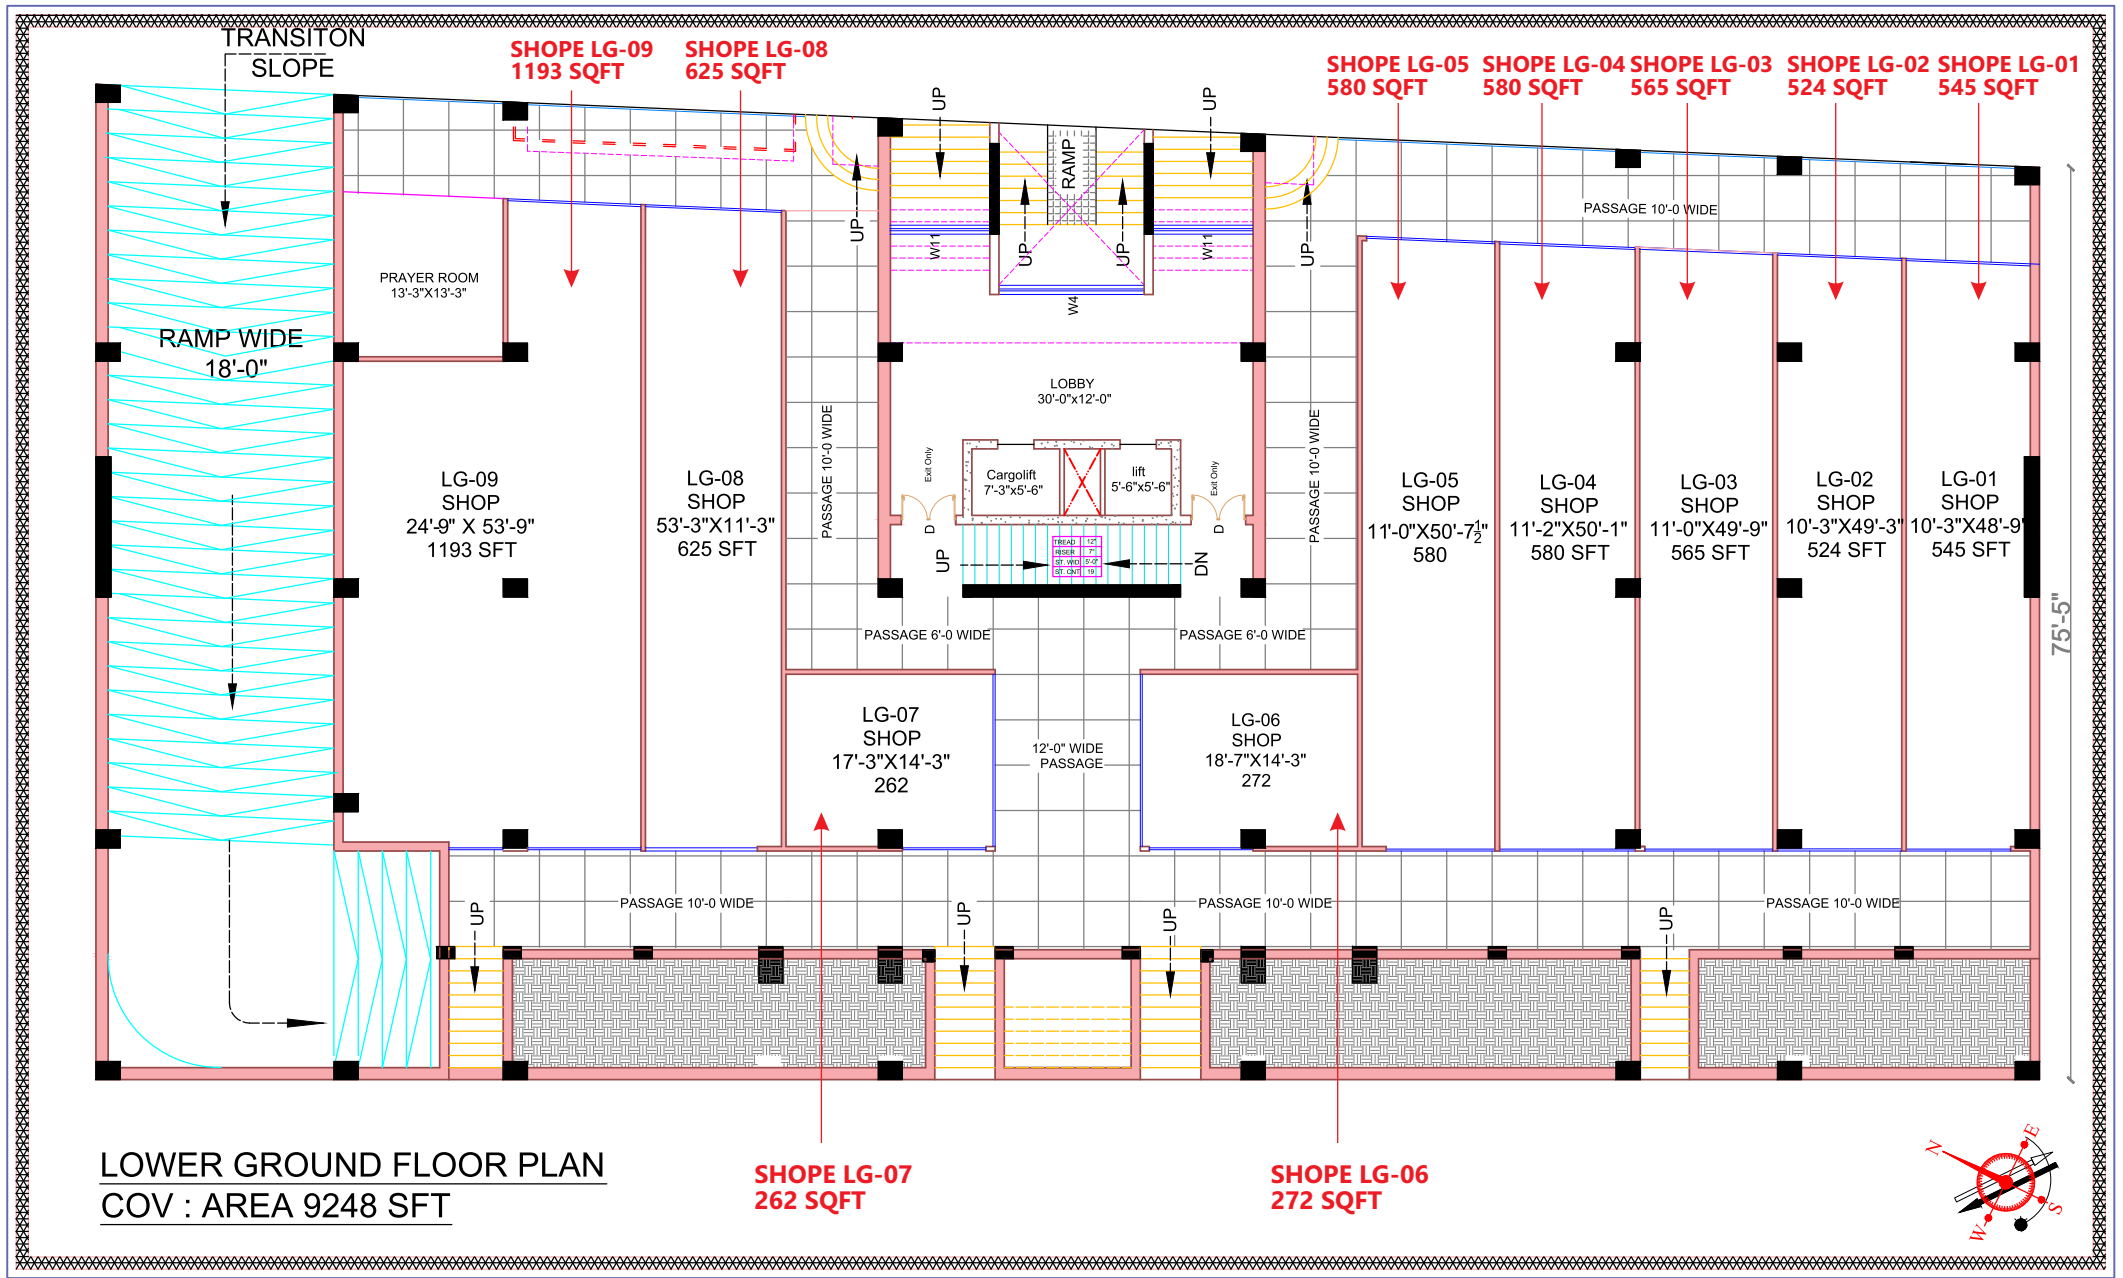 TRANSITON
SLOPE
SHOPE LG-09
1193 SQFT
SHOPE LG-08
625 SQFT
SHOPE LG-05
580 SQFT
SHOPE LG-04
580 SQFT
SHOPE LG-03
565 SQFT
SHOPE LG-02
524 SQFT
SHOPE LG-01
545 SQFT
UP
UP
RAMP
UP
UP
UP
UP
W11
W11
W4
PASSAGE 10'-0 WIDE
PRAYER ROOM
13'-3"X13'-3"
RAMP WIDE
18'-0"
LOBBY
30'-0"x12'-0"
PASSAGE 10'-0 WIDE
PASSAGE 10'-0 WIDE
Exit Only
Exit Only
Cargolift
7'-3"x5'-6"
lift
5'-6"x5'-6"
D
D
LG-09
SHOP
24'-9" X 53'-9"
1193 SFT
LG-08
SHOP
53'-3"X11'-3"
625 SFT
LG-05
SHOP
11'-0"X50'-7½"
580
LG-04
SHOP
11'-2"X50'-1"
580 SFT
LG-03
SHOP
11'-0"X49'-9"
565 SFT
LG-02
SHOP
10'-3"X49'-3"
524 SFT
LG-01
SHOP
10'-3"X48'-9"
545 SFT
UP
TREAD 12"
RISER 7"
ST. WID 5'-0"
ST. CNT 19
DN
75'-5"
PASSAGE 6'-0 WIDE
PASSAGE 6'-0 WIDE
LG-07
SHOP
17'-3"X14'-3"
262
12'-0" WIDE
PASSAGE
LG-06
SHOP
18'-7"X14'-3"
272
PASSAGE 10'-0 WIDE
PASSAGE 10'-0 WIDE
PASSAGE 10'-0 WIDE
UP
UP
UP
UP
LOWER GROUND FLOOR PLAN
COV : AREA 9248 SFT
SHOPE LG-07
262 SQFT
SHOPE LG-06
272 SQFT
N
E
S
W